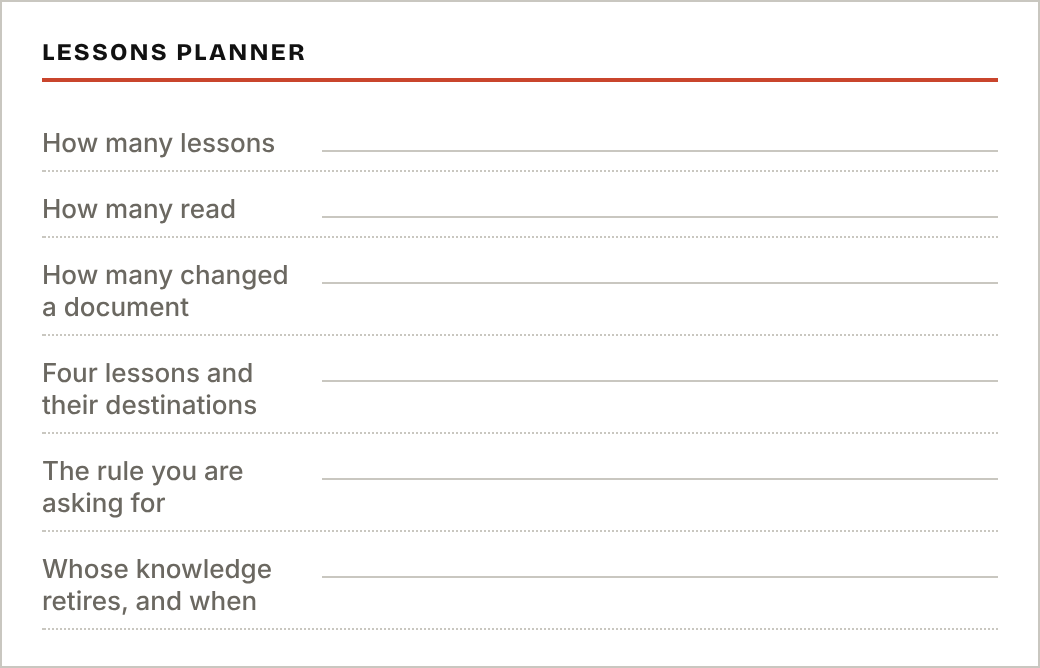 LESSONS PLANNER
How many lessons
How many read
How many changed
a document
Four lessons and
their destinations
The rule you are
asking for
Whose knowledge
retires, and when